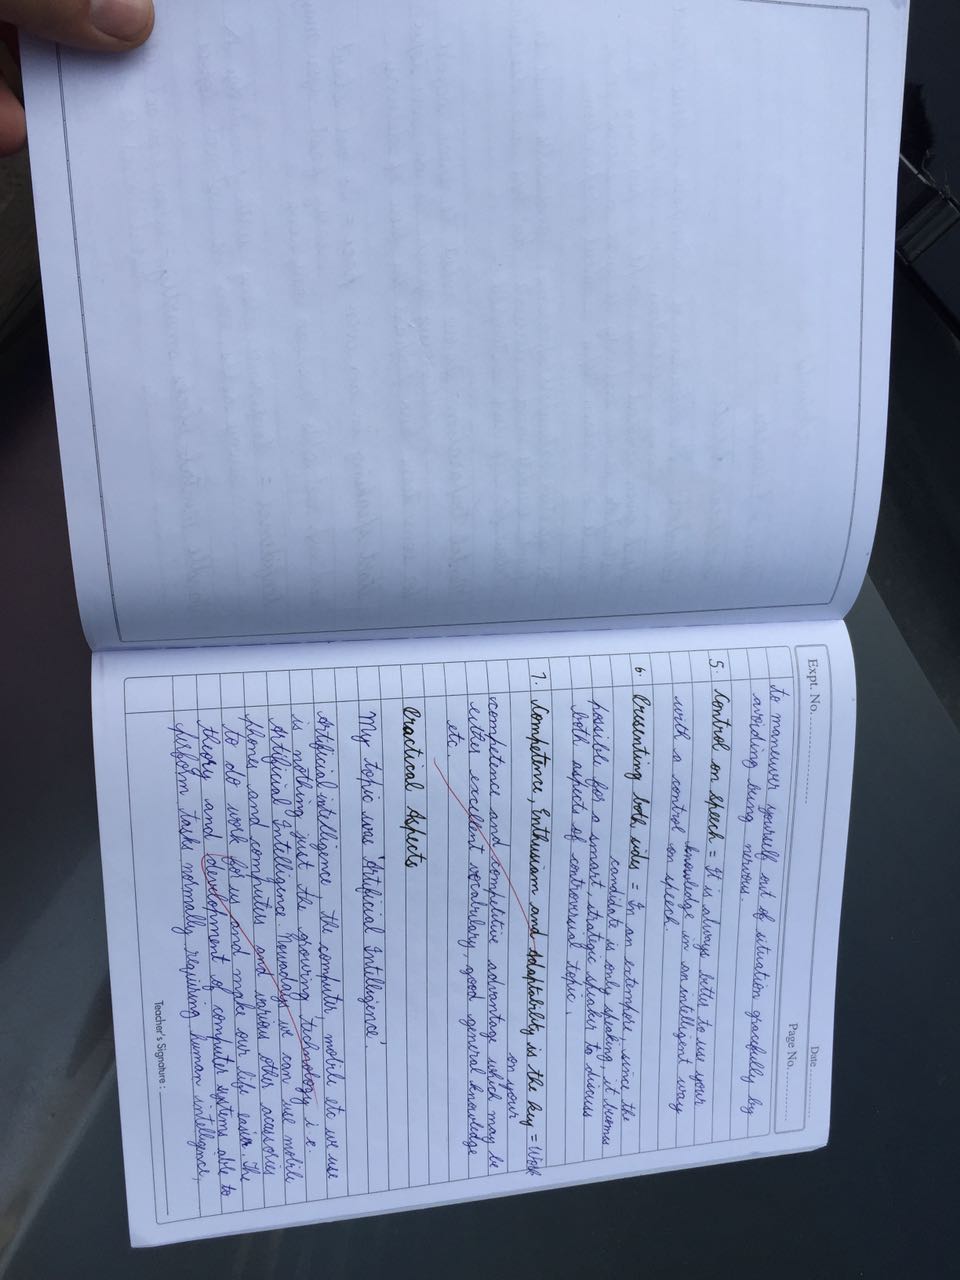 Expt. No.
Date
Page No.
to maneuver yourself out of situation gracefully by
avoiding being nervous.
5. Control on speech = It is always better to use your
knowledge in an intelligent way
with a control on speech.
6. Presenting both sides = In an extempore, since the
candidate is only speaking, it becomes
possible for a smart, strategic speaker to discuss
both aspects of controversial topic.
7. Competence, Enthusiam and Adaptability is the key = Work
on your
competence and competitive advantage which may be
either excellent vocabulary, good general knowledge
etc.
Practical Aspects
My topic was 'Artificial Intelligence'.
Artificial intelligence, the computer, mobile etc we use
is nothing just the growing technology i.e.
Artificial Intelligence. Nowadays we can use mobile
phones and computers and various other acessories
to do work for us and make our life easier. The
theory and development of computer systems able to
perform tasks normally requiring human intelligence,
Teacher's Signature :